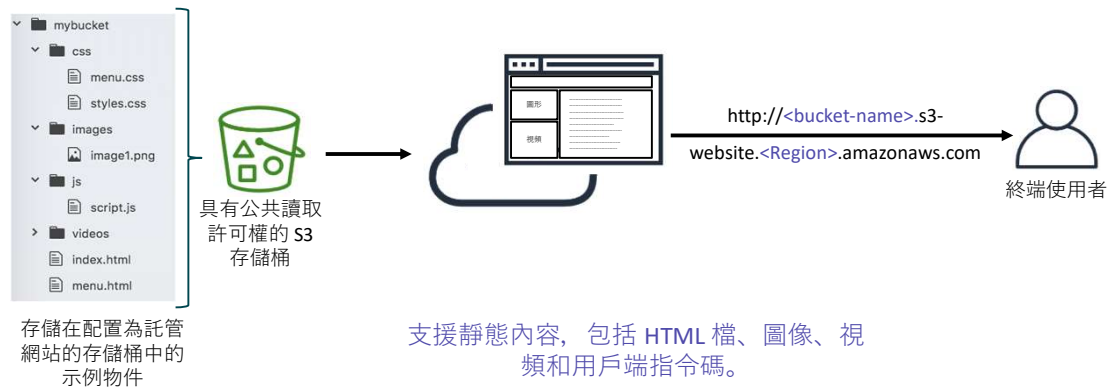 mybucket
css
menu.css
styles.css
images
image1.png
js
script.js
videos
index.html
menu.html
存儲在配置為託管
網站的存儲桶中的
示例物件
具有公共讀取
許可權的 S3
存儲桶
圖形
視頻
http://<bucket-name>.s3-
website.<Region>.amazonaws.com
終端使用者
支援靜態內容，包括 HTML 檔、圖像、視
頻和用戶端指令碼。